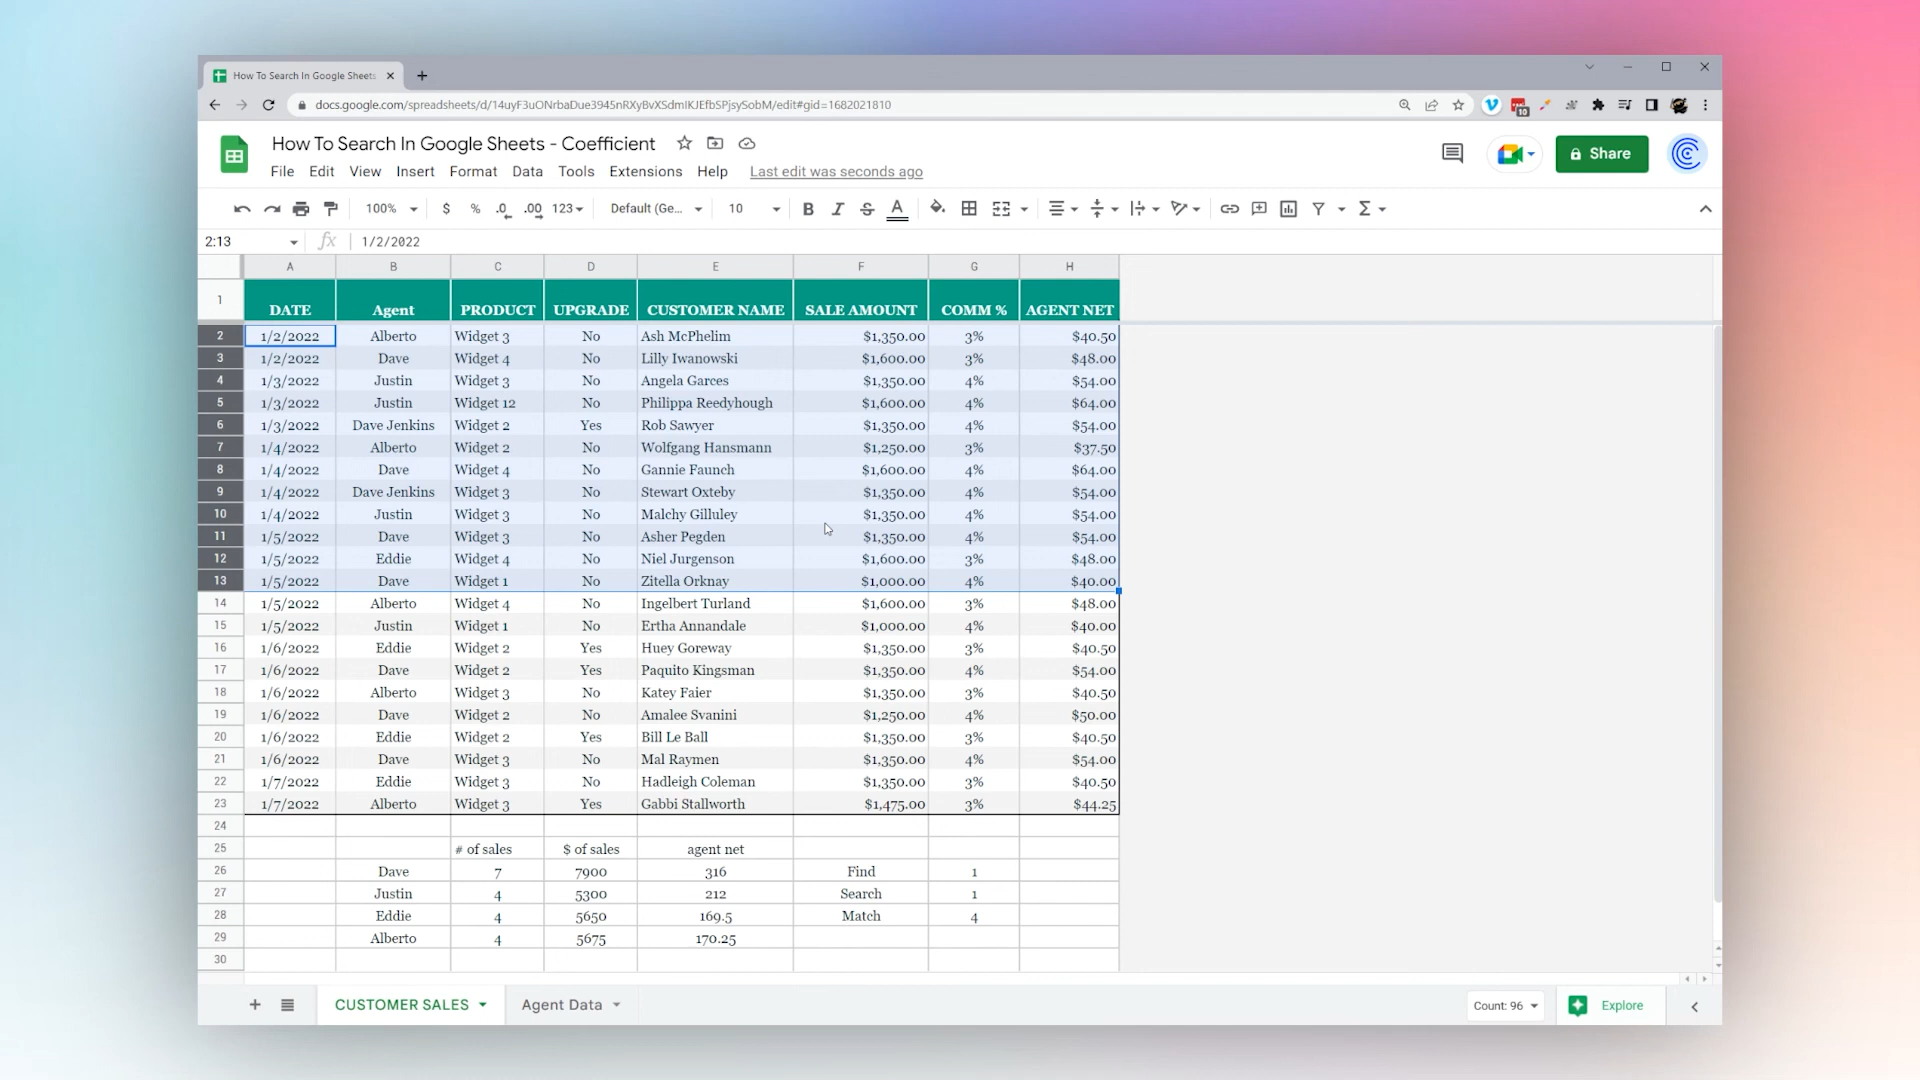 How To Search In Google Sheets
docs.google.com/spreadsheets/d/14uyF3uONrbaDue3945nRXyBvXSdmIKJEfbSPjsySobM/edit#gid=1682021810
10
How To Search In Google Sheets - Coefficient
File Edit View Insert Format Data Tools Extensions Help Last edit was seconds ago
Share
100% $ % .0 .00 123 Default (Ge... 10 B I S A Σ
2:13 fx 1/2/2022
A B C D E F G H
1 DATE Agent PRODUCT UPGRADE CUSTOMER NAME SALE AMOUNT COMM % AGENT NET
2 1/2/2022 Alberto Widget 3 No Ash McPhelim $1,350.00 3% $40.50
3 1/2/2022 Dave Widget 4 No Lilly Iwanowski $1,600.00 3% $48.00
4 1/3/2022 Justin Widget 3 No Angela Garces $1,350.00 4% $54.00
5 1/3/2022 Justin Widget 12 No Philippa Reedyhough $1,600.00 4% $64.00
6 1/3/2022 Dave Jenkins Widget 2 Yes Rob Sawyer $1,350.00 4% $54.00
7 1/4/2022 Alberto Widget 2 No Wolfgang Hansmann $1,250.00 3% $37.50
8 1/4/2022 Dave Widget 4 No Gannie Faunch $1,600.00 4% $64.00
9 1/4/2022 Dave Jenkins Widget 3 No Stewart Oxteby $1,350.00 4% $54.00
10 1/4/2022 Justin Widget 3 No Malchy Gilluley $1,350.00 4% $54.00
11 1/5/2022 Dave Widget 3 No Asher Pegden $1,350.00 4% $54.00
12 1/5/2022 Eddie Widget 4 No Niel Jurgenson $1,600.00 3% $48.00
13 1/5/2022 Dave Widget 1 No Zitella Orknay $1,000.00 4% $40.00
14 1/5/2022 Alberto Widget 4 No Ingelbert Turland $1,600.00 3% $48.00
15 1/5/2022 Justin Widget 1 No Ertha Annandale $1,000.00 4% $40.00
16 1/6/2022 Eddie Widget 2 Yes Huey Goreway $1,350.00 3% $40.50
17 1/6/2022 Dave Widget 2 Yes Paquito Kingsman $1,350.00 4% $54.00
18 1/6/2022 Alberto Widget 3 No Katey Faier $1,350.00 3% $40.50
19 1/6/2022 Dave Widget 2 No Amalee Svanini $1,250.00 4% $50.00
20 1/6/2022 Eddie Widget 2 Yes Bill Le Ball $1,350.00 3% $40.50
21 1/6/2022 Dave Widget 3 No Mal Raymen $1,350.00 4% $54.00
22 1/7/2022 Eddie Widget 3 No Hadleigh Coleman $1,350.00 3% $40.50
23 1/7/2022 Alberto Widget 3 Yes Gabbi Stallworth $1,475.00 3% $44.25
24
25 # of sales $ of sales agent net
26 Dave 7 7900 316 Find 1
27 Justin 4 5300 212 Search 1
28 Eddie 4 5650 169.5 Match 4
29 Alberto 4 5675 170.25
30
CUSTOMER SALES Agent Data Count: 96 Explore